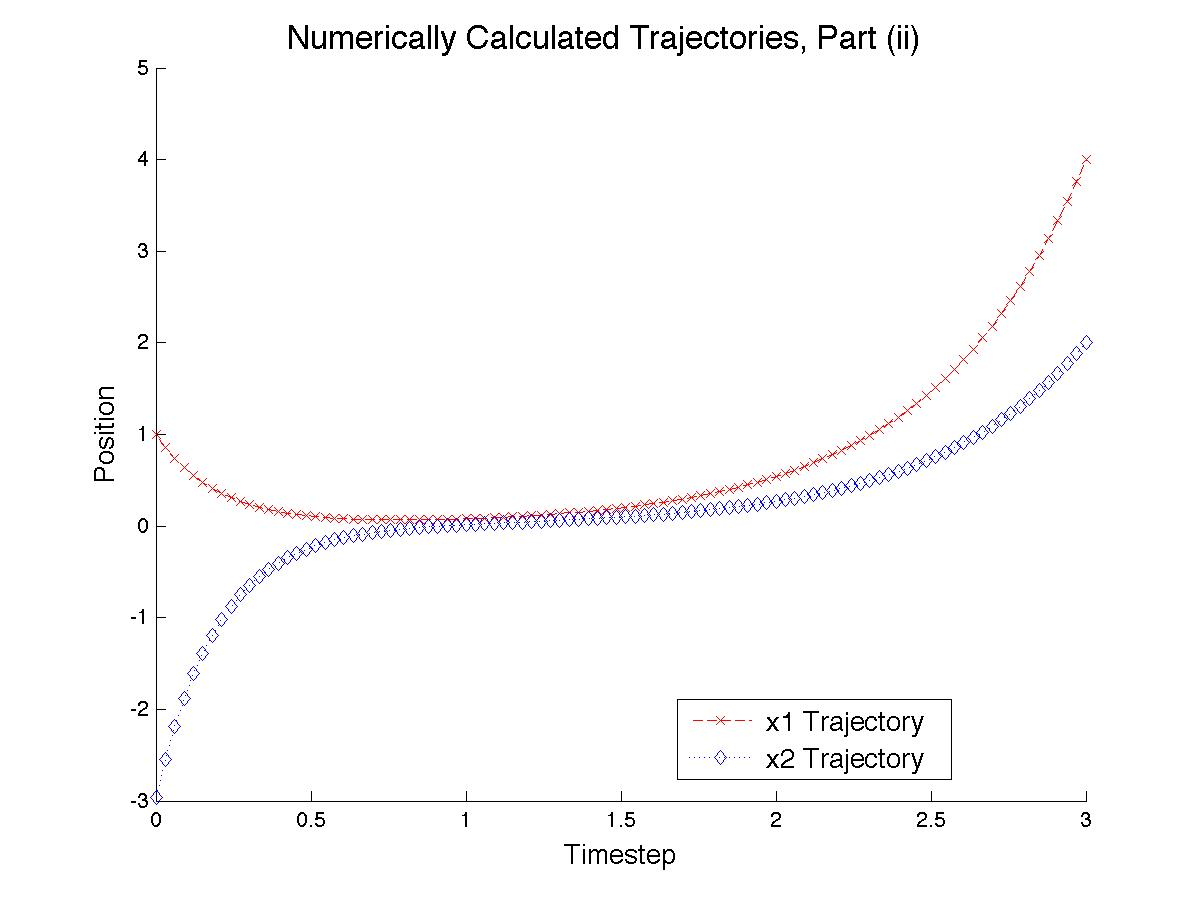 Numerically Calculated Trajectories, Part (ii)
5
4
3
2
1
0
-1
-2
-3
Position
x1 Trajectory
x2 Trajectory
0 0.5 1 1.5 2 2.5 3
Timestep